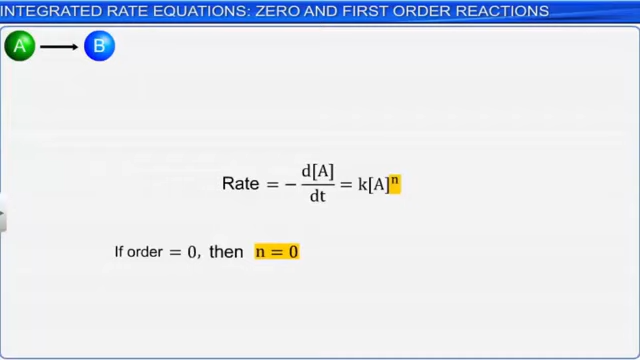 INTEGRATED RATE EQUATIONS: ZERO AND FIRST ORDER REACTIONS
A B
Rate = − d[A]/dt = k[A]ⁿ
If order = 0, then n = 0